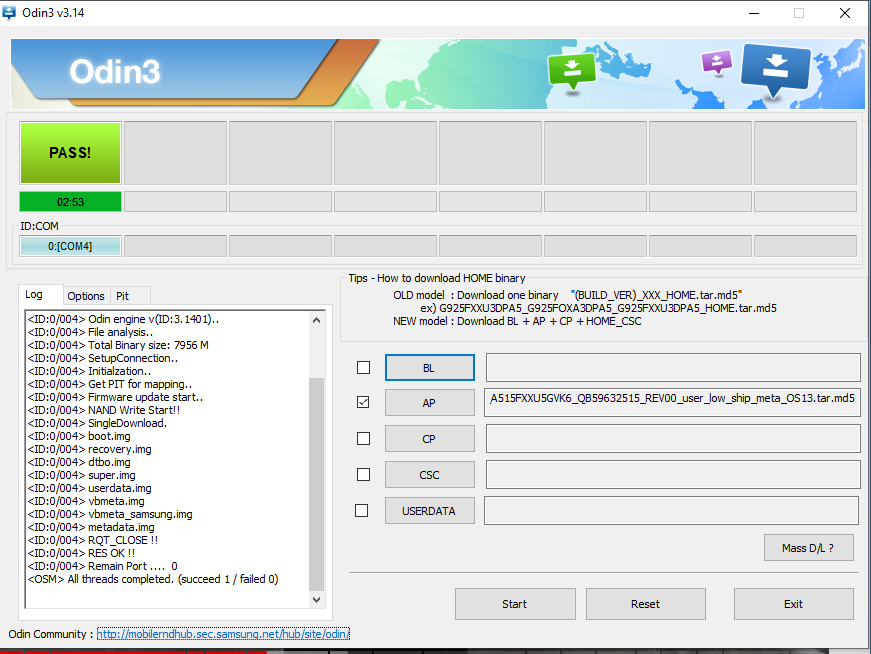 Odin3 v3.14
Odin3
PASS!
02:53
ID:COM
0:[COM4]
Log Options Pit
<ID:0/004> Odin engine v(ID:3.1401)..
<ID:0/004> File analysis..
<ID:0/004> Total Binary size: 7956 M
<ID:0/004> SetupConnection..
<ID:0/004> Initialzation..
<ID:0/004> Get PIT for mapping..
<ID:0/004> Firmware update start..
<ID:0/004> NAND Write Start!!
<ID:0/004> SingleDownload.
<ID:0/004> boot.img
<ID:0/004> recovery.img
<ID:0/004> dtbo.img
<ID:0/004> super.img
<ID:0/004> userdata.img
<ID:0/004> vbmeta.img
<ID:0/004> vbmeta_samsung.img
<ID:0/004> metadata.img
<ID:0/004> RQT_CLOSE !!
<ID:0/004> RES OK !!
<ID:0/004> Remain Port .... 0
<OSM> All threads completed. (succeed 1 / failed 0)
Tips - How to download HOME binary
OLD model : Download one binary "(BUILD_VER)_XXX_HOME.tar.md5"
ex) G925FXXU3DPA5_G925FOXA3DPA5_G925FXXU3DPA5_HOME.tar.md5
NEW model : Download BL + AP + CP + HOME_CSC
BL
AP A515FXXU5GVK6_QB59632515_REV00_user_low_ship_meta_OS13.tar.md5
CP
CSC
USERDATA
Mass D/L ?
Start Reset Exit
Odin Community : http://mobilerndhub.sec.samsung.net/hub/site/odin/